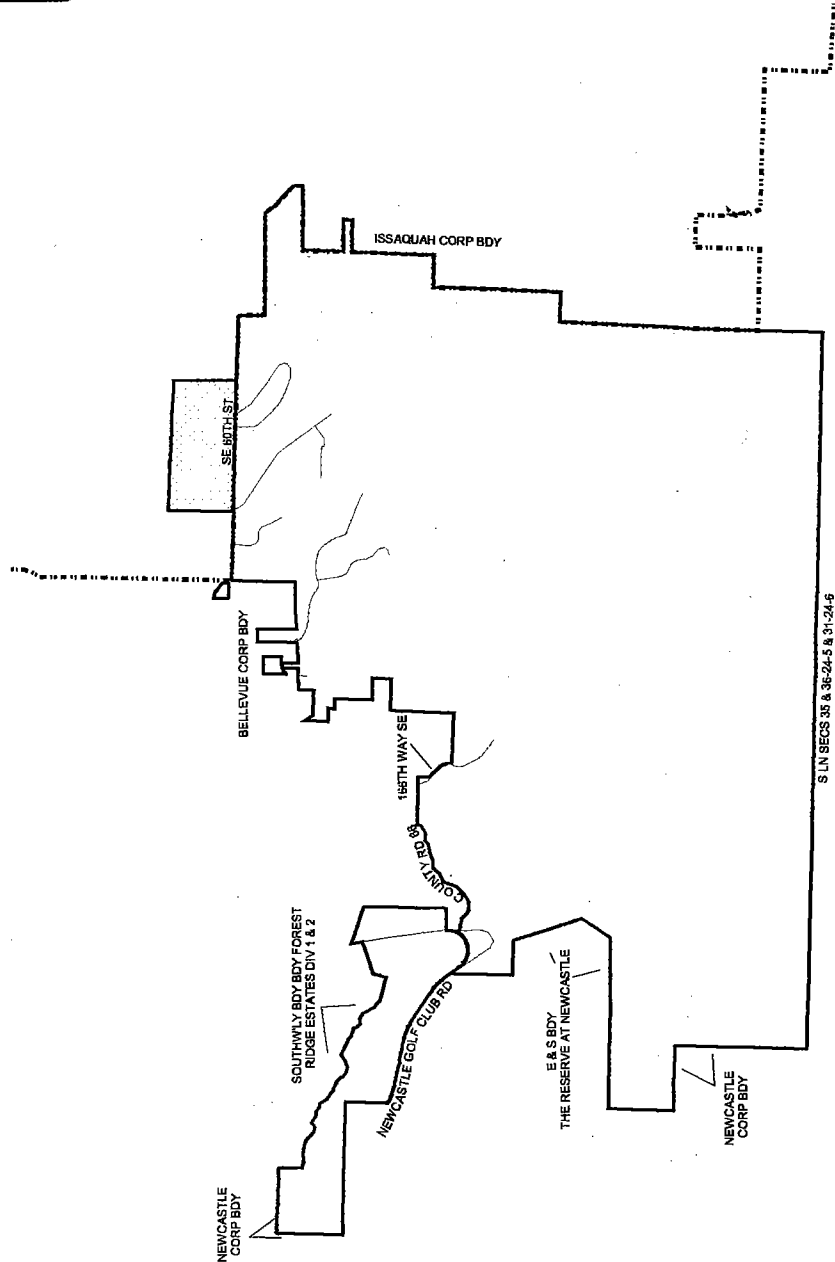 ISSAQUAH CORP BDY
SE 60TH ST
BELLEVUE CORP BDY
166TH WAY SE
COUNTY RD 88
SOUTHW'LY BDY BDY FOREST
RIDGE ESTATES DIV 1 & 2
NEWCASTLE GOLF CLUB RD
E & S BDY
THE RESERVE AT NEWCASTLE
NEWCASTLE
CORP BDY
NEWCASTLE
CORP BDY
S LN SECS 35 & 36-24-5 & 31-24-6